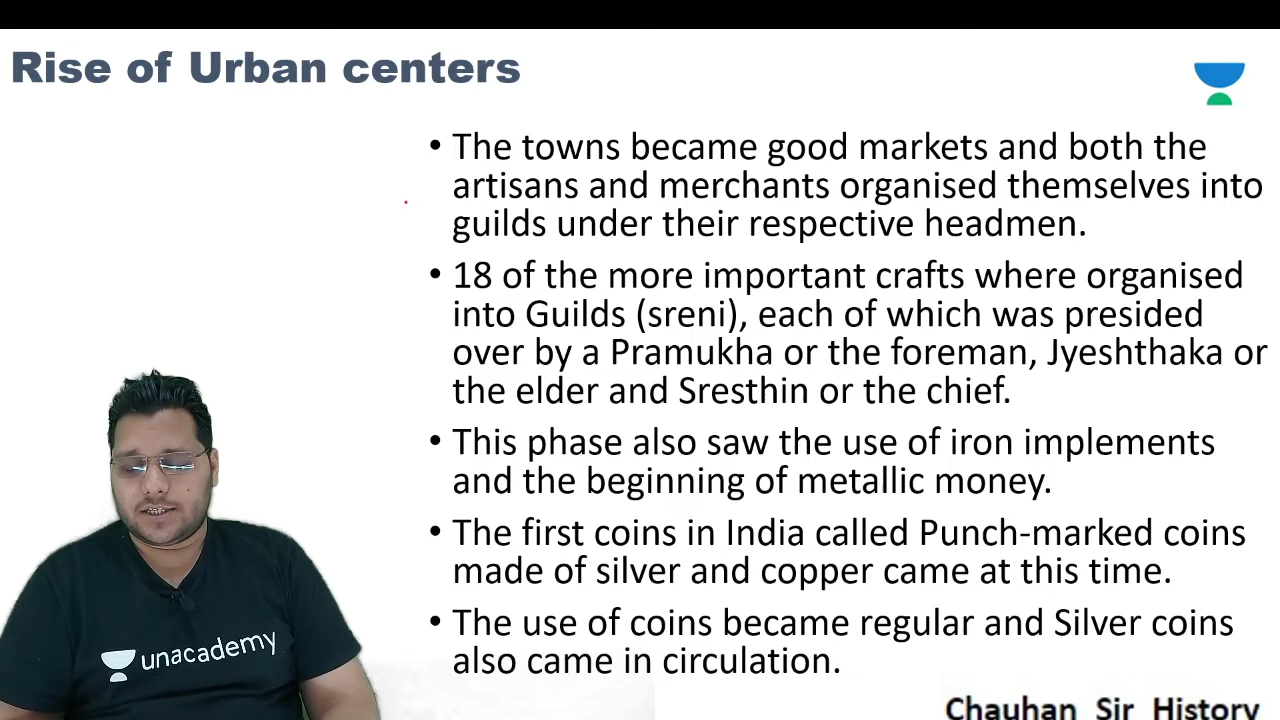 Rise of Urban centers
• The towns became good markets and both the
artisans and merchants organised themselves into
guilds under their respective headmen.
• 18 of the more important crafts where organised
into Guilds (sreni), each of which was presided
over by a Pramukha or the foreman, Jyeshthaka or
the elder and Sresthin or the chief.
• This phase also saw the use of iron implements
and the beginning of metallic money.
• The first coins in India called Punch-marked coins
made of silver and copper came at this time.
• The use of coins became regular and Silver coins
also came in circulation.
unacademy
Chauhan Sir History